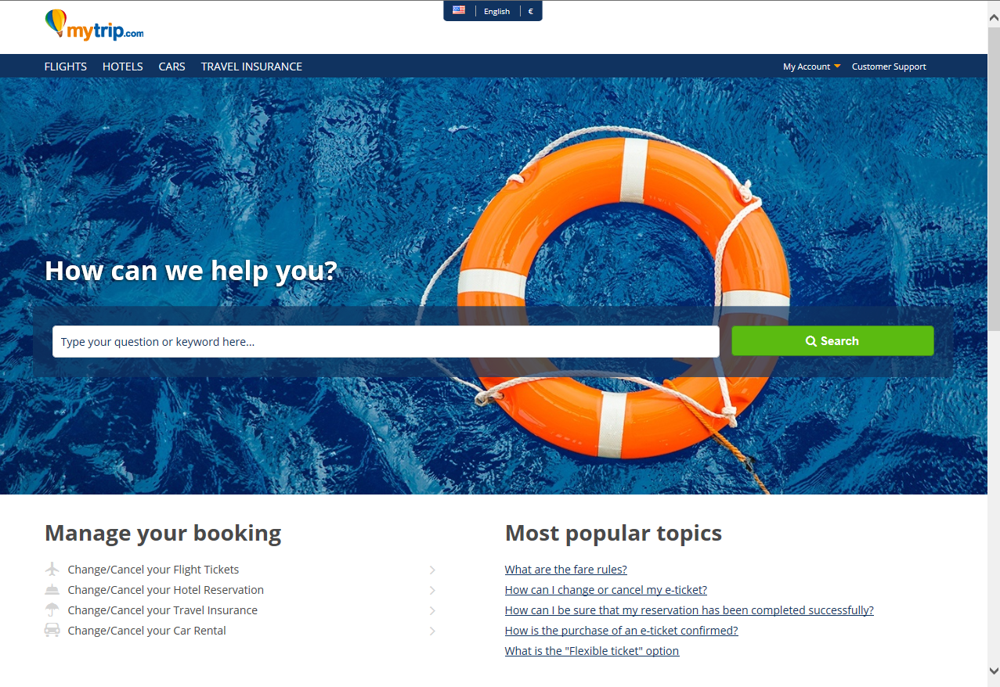 English
€
mytrip.com
FLIGHTS HOTELS CARS TRAVEL INSURANCE
My Account Customer Support
How can we help you?
Type your question or keyword here...
Search
Manage your booking
Change/Cancel your Flight Tickets
Change/Cancel your Hotel Reservation
Change/Cancel your Travel Insurance
Change/Cancel your Car Rental
Most popular topics
What are the fare rules?
How can I change or cancel my e-ticket?
How can I be sure that my reservation has been completed successfully?
How is the purchase of an e-ticket confirmed?
What is the "Flexible ticket" option